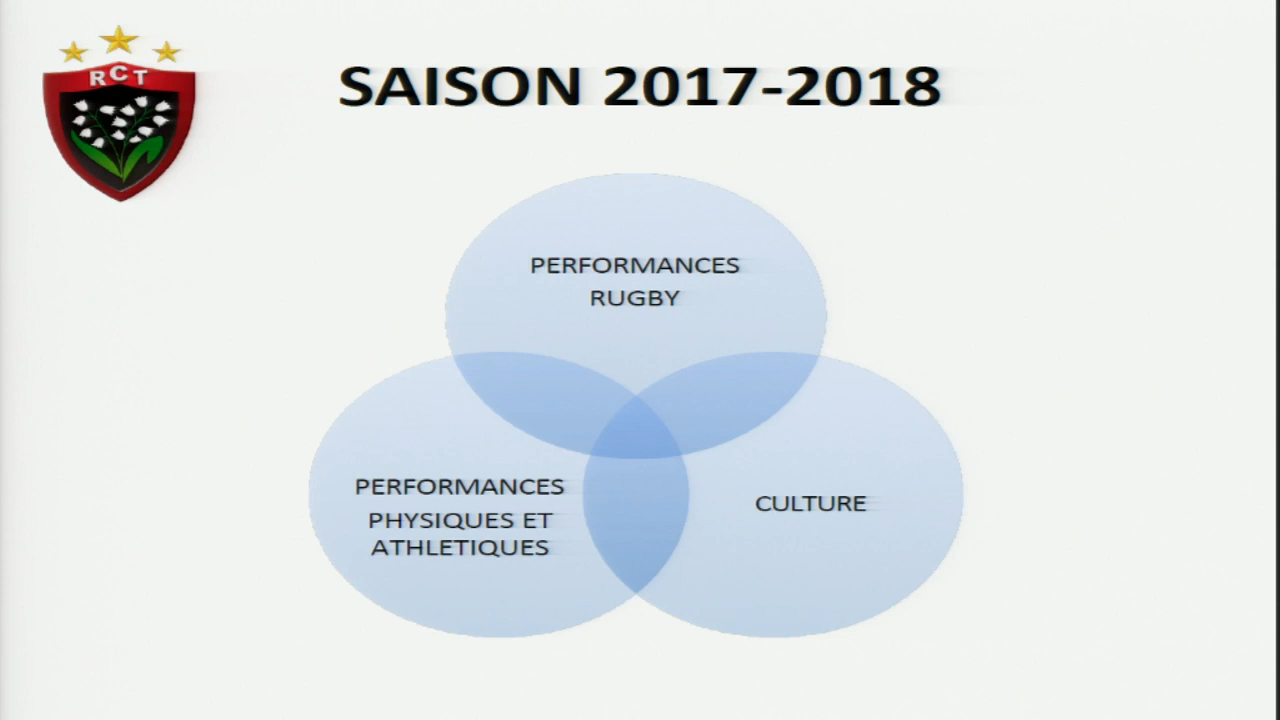 RCT
SAISON 2017-2018
PERFORMANCES
RUGBY
PERFORMANCES
PHYSIQUES ET
ATHLETIQUES
CULTURE